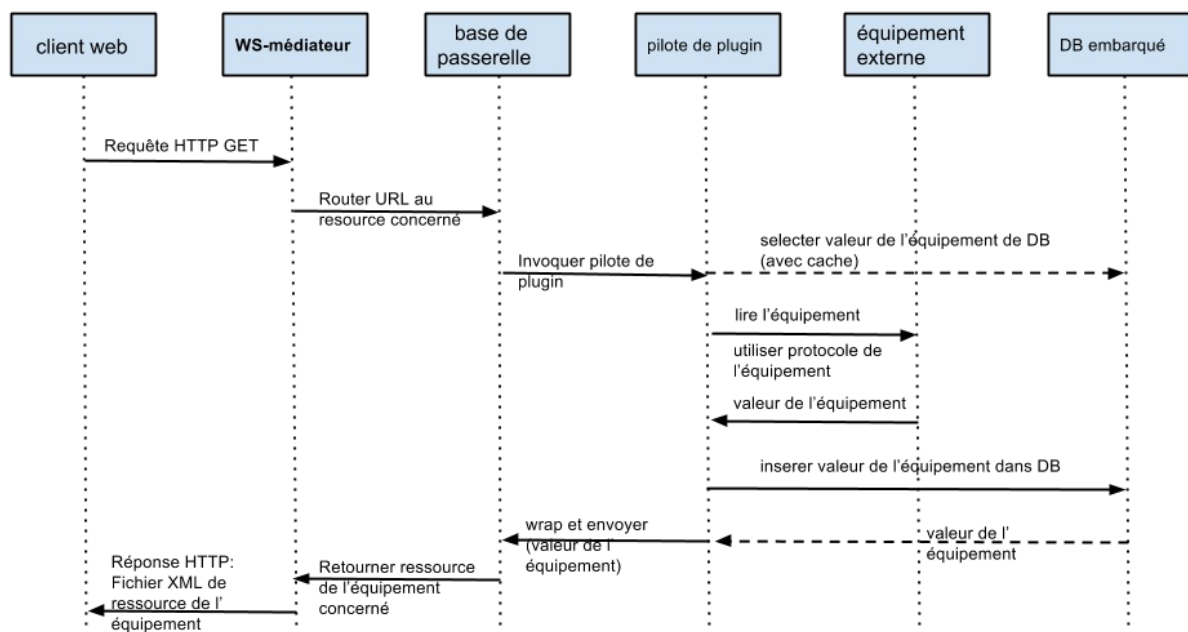 client web
WS-médiateur
base de
passerelle
pilote de plugin
équipement
externe
DB embarqué
Requête HTTP GET
Router URL au
resource concerné
Invoquer pilote de
plugin
selecter valeur de l'équipement de DB
(avec cache)
lire l'équipement
utiliser protocole de
l'équipement
valeur de l'équipement
inserer valeur de l'équipement dans DB
wrap et envoyer
(valeur de l'
équipement)
valeur de l'
équipement
Retourner ressource
de l'équipement
concerné
Réponse HTTP:
Fichier XML de
ressource de l'
équipement